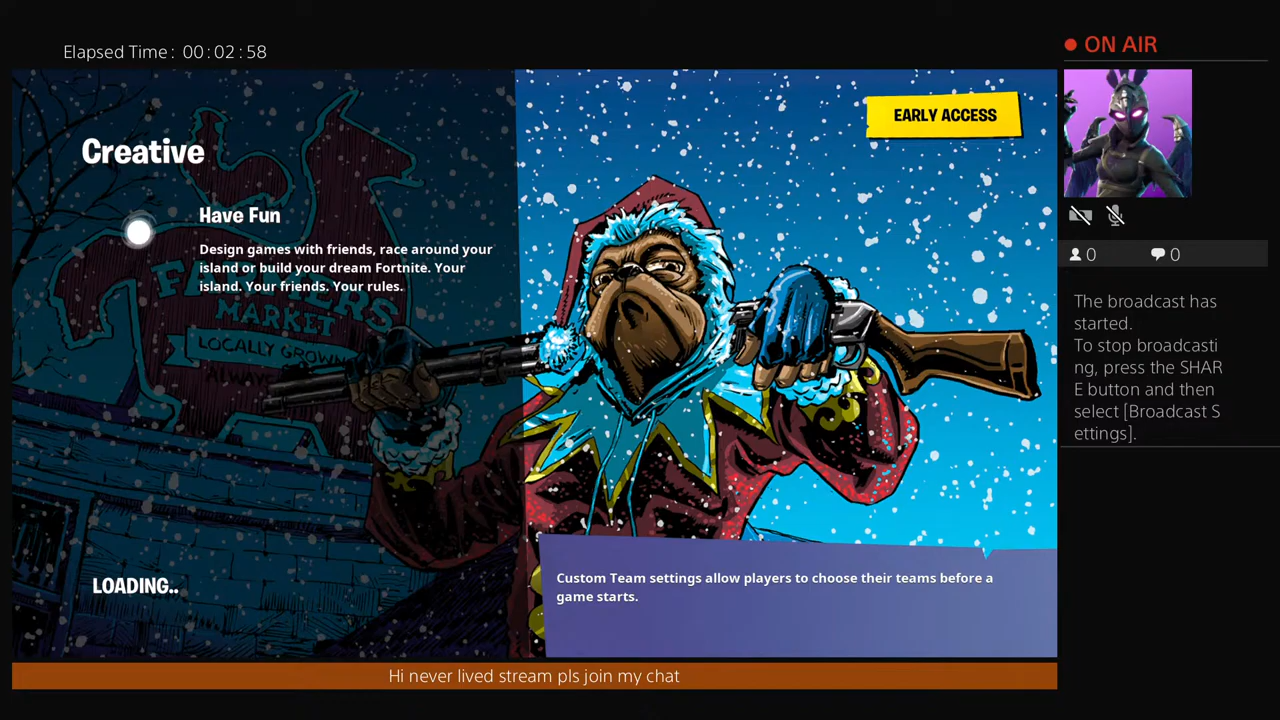 Elapsed Time: 00:02:58
ON AIR
EARLY ACCESS
Creative
Have Fun
Design games with friends, race around your
island or build your dream Fortnite. Your
island. Your friends. Your rules.
FARMERS
MARKET
LOCALLY GROWN
ALWAYS
0
0
The broadcast has
started.
To stop broadcasti
ng, press the SHAR
E button and then
select [Broadcast S
ettings].
LOADING..
Custom Team settings allow players to choose their teams before a
game starts.
Hi never lived stream pls join my chat